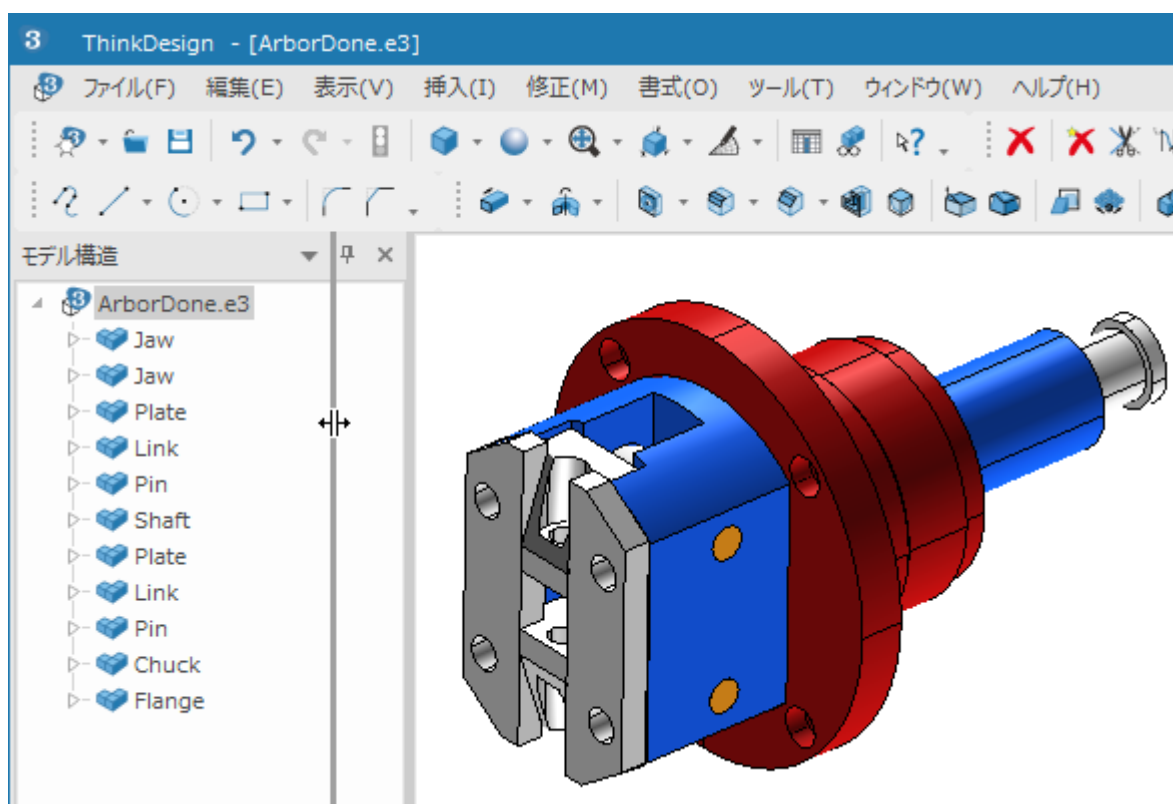 3 ThinkDesign - [ArborDone.e3]
ファイル(F) 編集(E) 表示(V) 挿入(I) 修正(M) 書式(O) ツール(T) ウィンドウ(W) ヘルプ(H)
モデル構造
ArborDone.e3
Jaw
Jaw
Plate
Link
Pin
Shaft
Plate
Link
Pin
Chuck
Flange